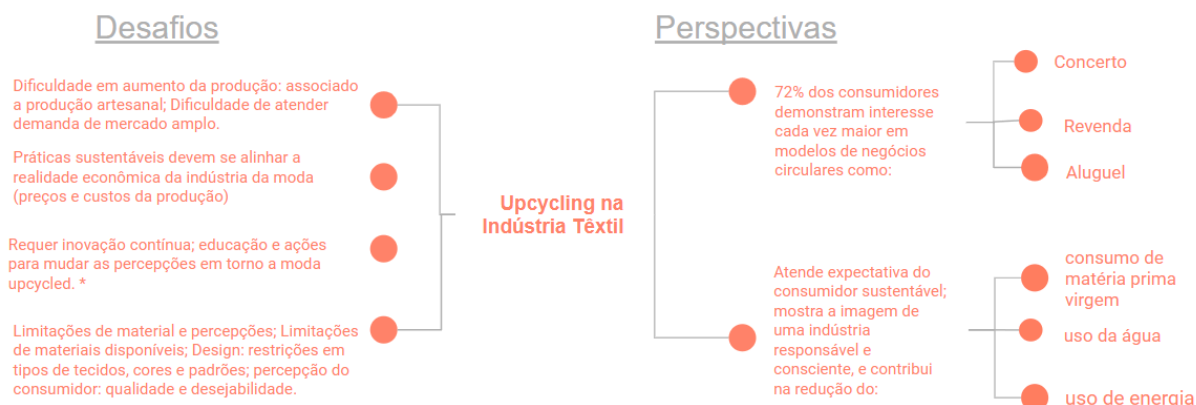 Desafios
Dificuldade em aumento da produção: associado
a produção artesanal; Dificuldade de atender
demanda de mercado amplo.
Práticas sustentáveis devem se alinhar a
realidade econômica da indústria da moda
(preços e custos da produção)
Requer inovação contínua; educação e ações
para mudar as percepções em torno a moda
upcycled. *
Limitações de material e percepções; Limitações
de materiais disponíveis; Design: restrições em
tipos de tecidos, cores e padrões; percepção do
consumidor: qualidade e desejabilidade.
Upcycling na
Indústria Têxtil
Perspectivas
72% dos consumidores
demonstram interesse
cada vez maior em
modelos de negócios
circulares como:
Concerto
Revenda
Aluguel
Atende expectativa do
consumidor sustentável;
mostra a imagem de
uma indústria
responsável e
consciente, e contribui
na redução do:
consumo de
matéria prima
virgem
uso da água
uso de energia